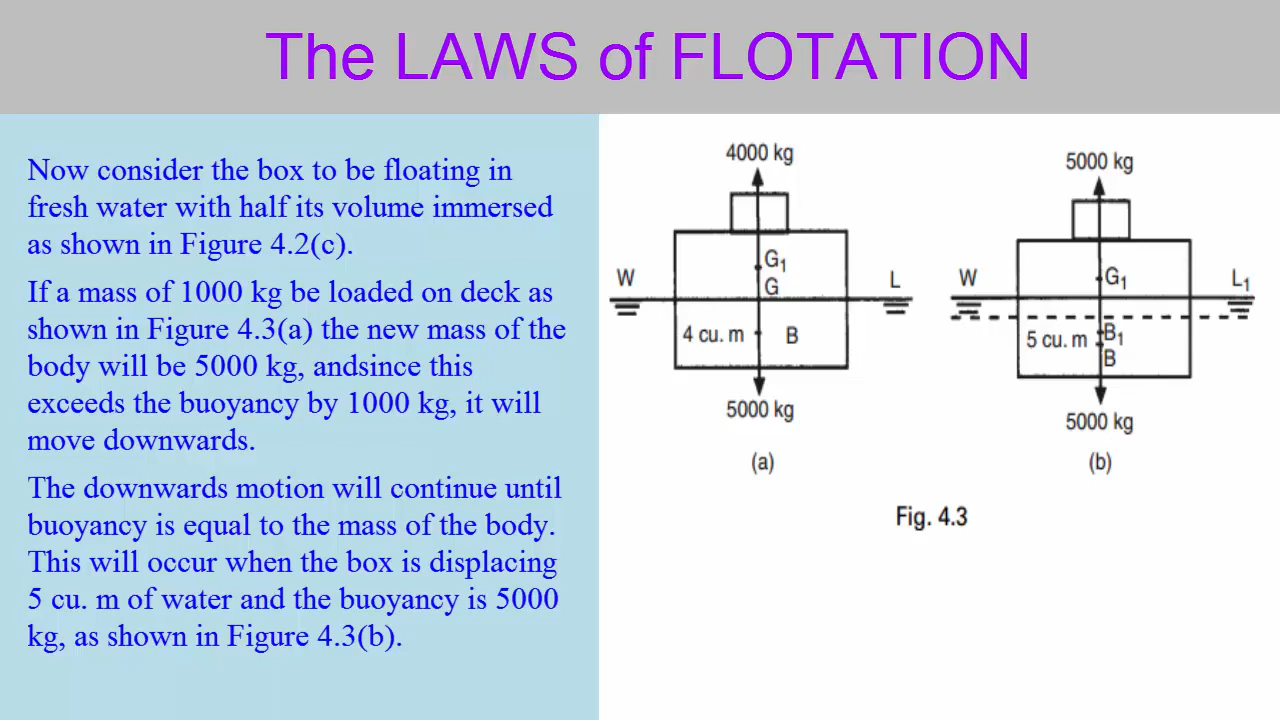 The LAWS of FLOTATION
Now consider the box to be floating in
fresh water with half its volume immersed
as shown in Figure 4.2(c).
If a mass of 1000 kg be loaded on deck as
shown in Figure 4.3(a) the new mass of the
body will be 5000 kg, andsince this
exceeds the buoyancy by 1000 kg, it will
move downwards.
The downwards motion will continue until
buoyancy is equal to the mass of the body.
This will occur when the box is displacing
5 cu. m of water and the buoyancy is 5000
kg, as shown in Figure 4.3(b).
4000 kg
G₁
G
W
L
4 cu. m
B
5000 kg
(a)
5000 kg
W
G₁
L₁
5 cu. m
B₁
B
5000 kg
(b)
Fig. 4.3